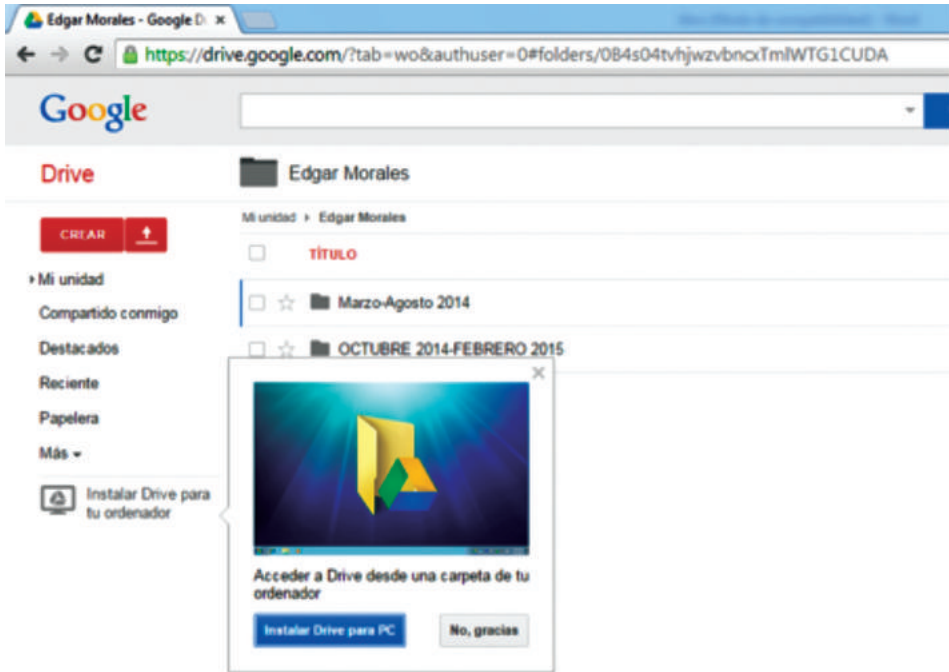 Edgar Morales - Google D
https://drive.google.com/?tab=wo&authuser=0#folders/0B4s04tvhjwzvbncxTmlWTG1CUDA
Google
Drive
Edgar Morales
Mi unidad Edgar Morales
CREAR
TÍTULO
Mi unidad
Marzo-Agosto 2014
Compartido conmigo
Destacados
OCTUBRE 2014-FEBRERO 2015
Reciente
Papelera
Más
Instalar Drive para
tu ordenador
Acceder a Drive desde una carpeta de tu
ordenador
Instalar Drive para PC
No, gracias